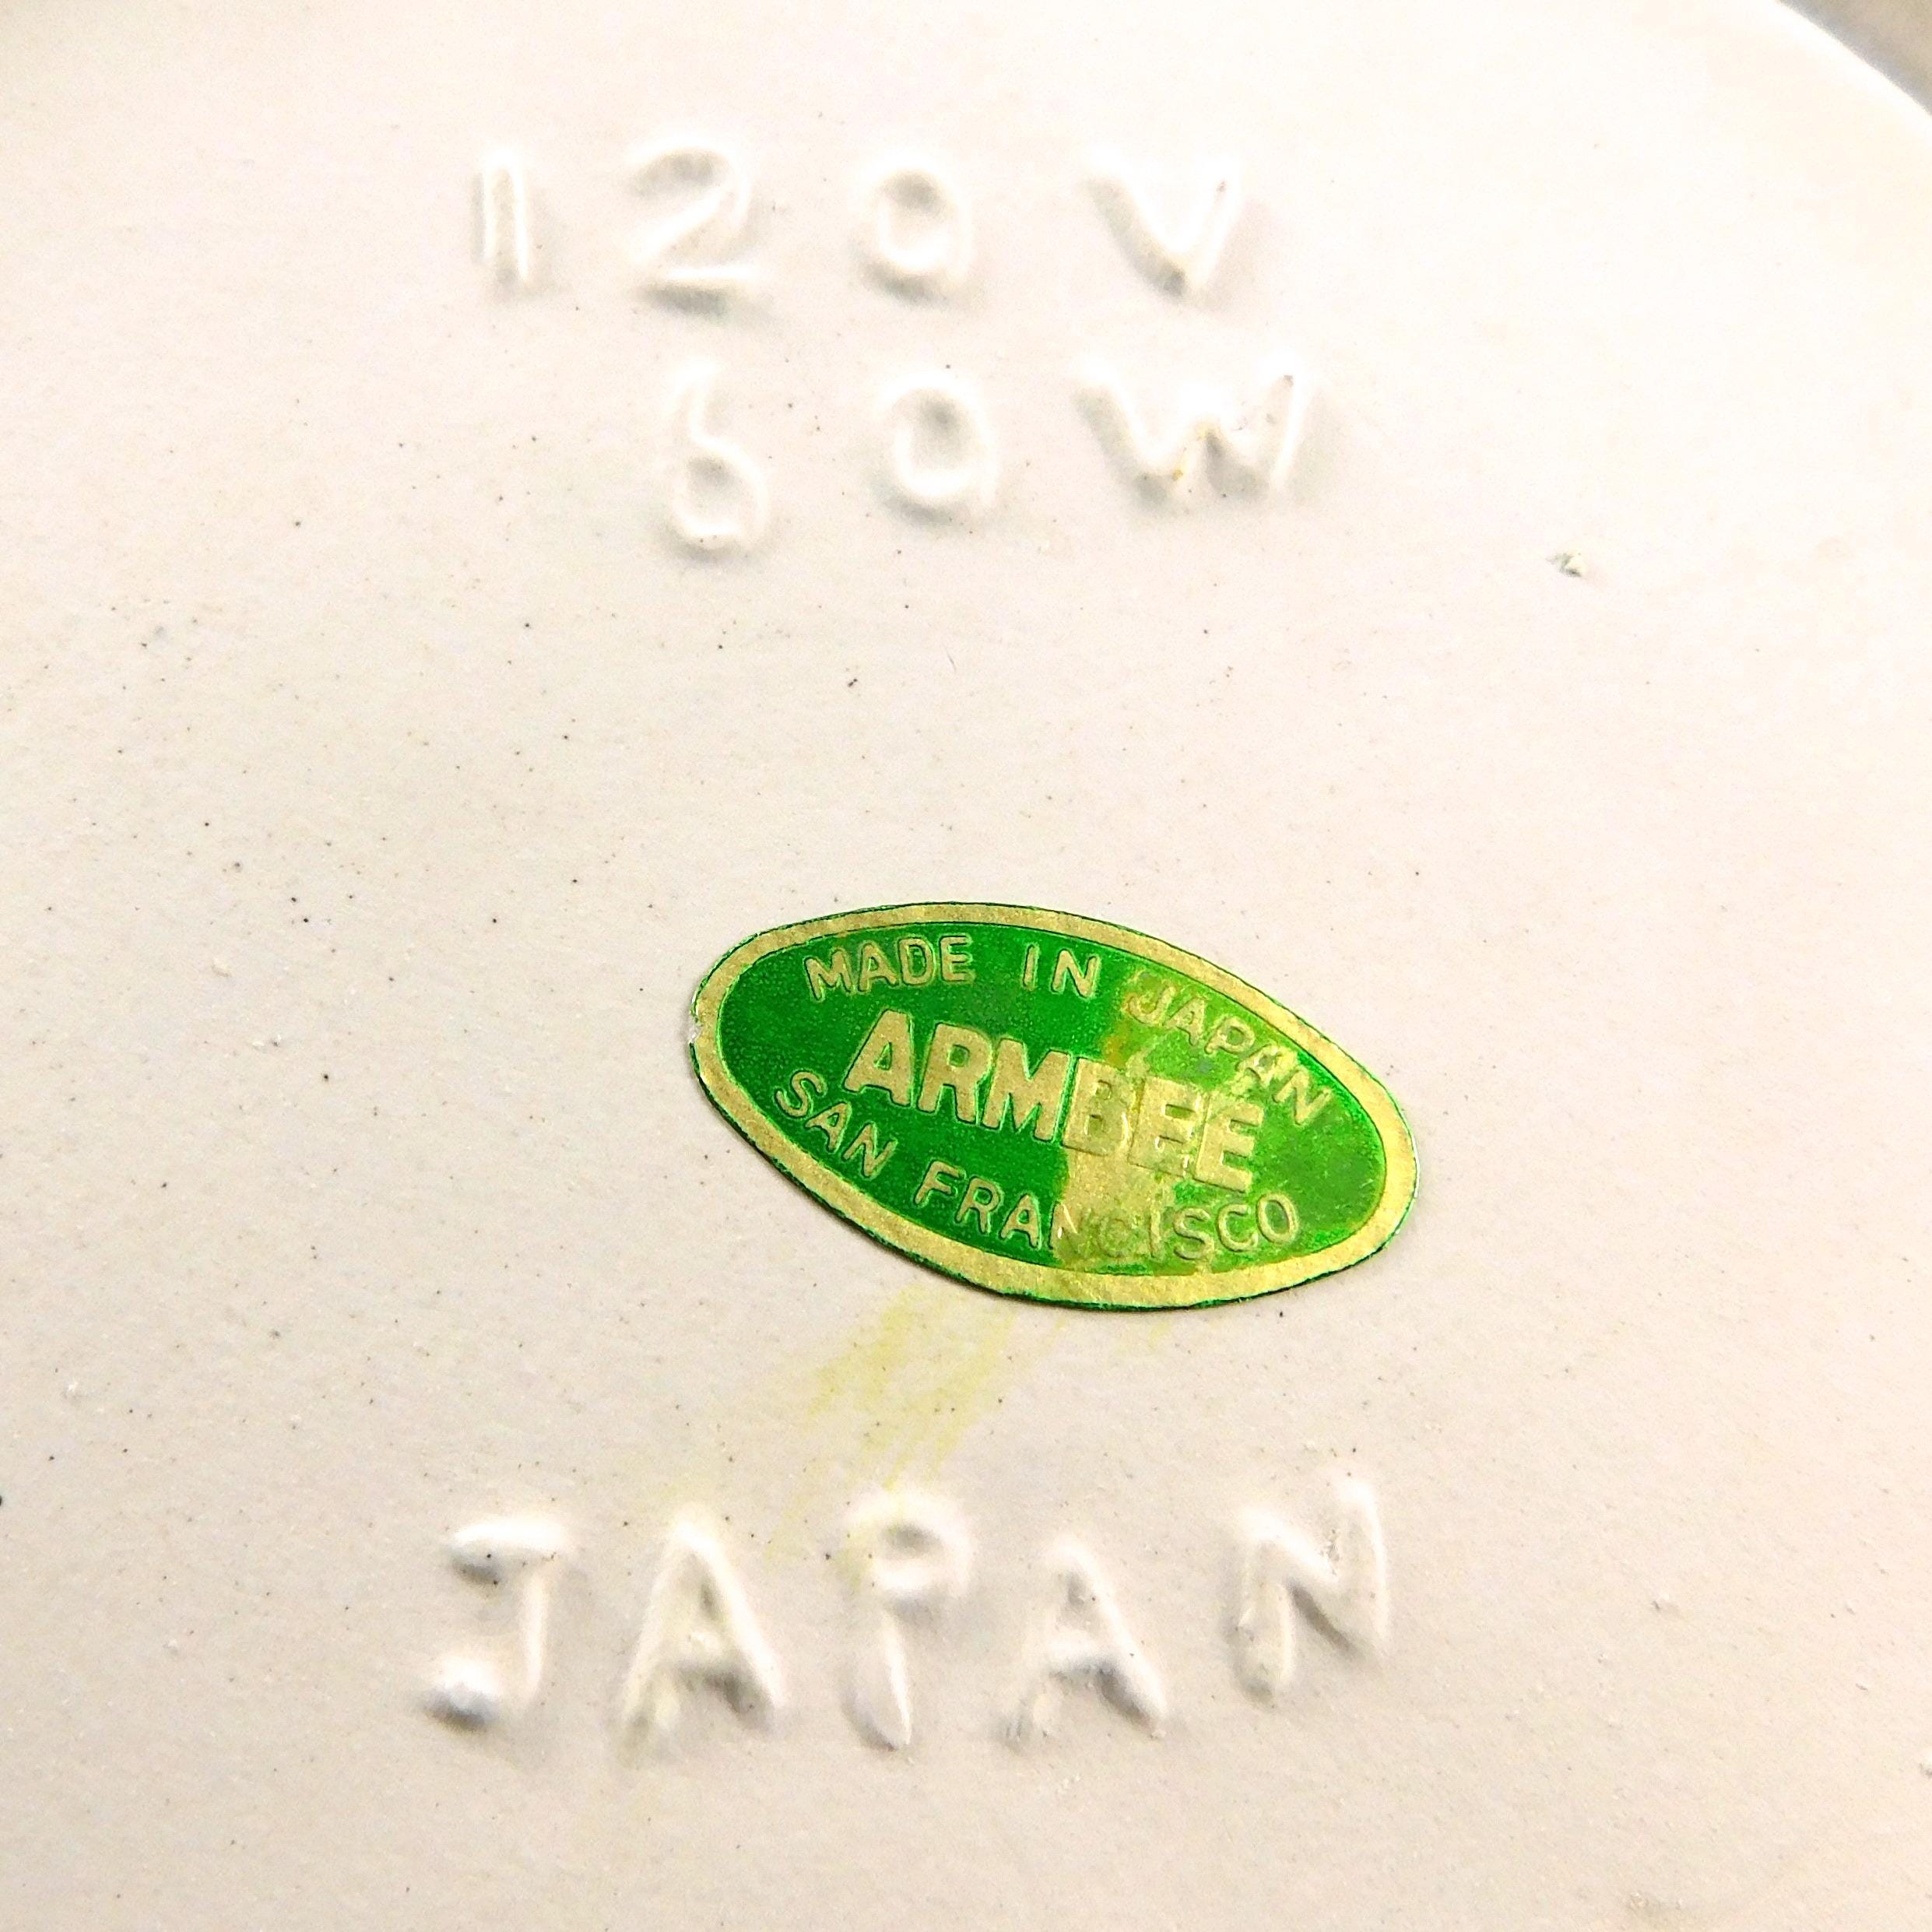 120V
60W
MADE IN JAPAN
ARMBEE
SAN FRANCISCO
JAPAN